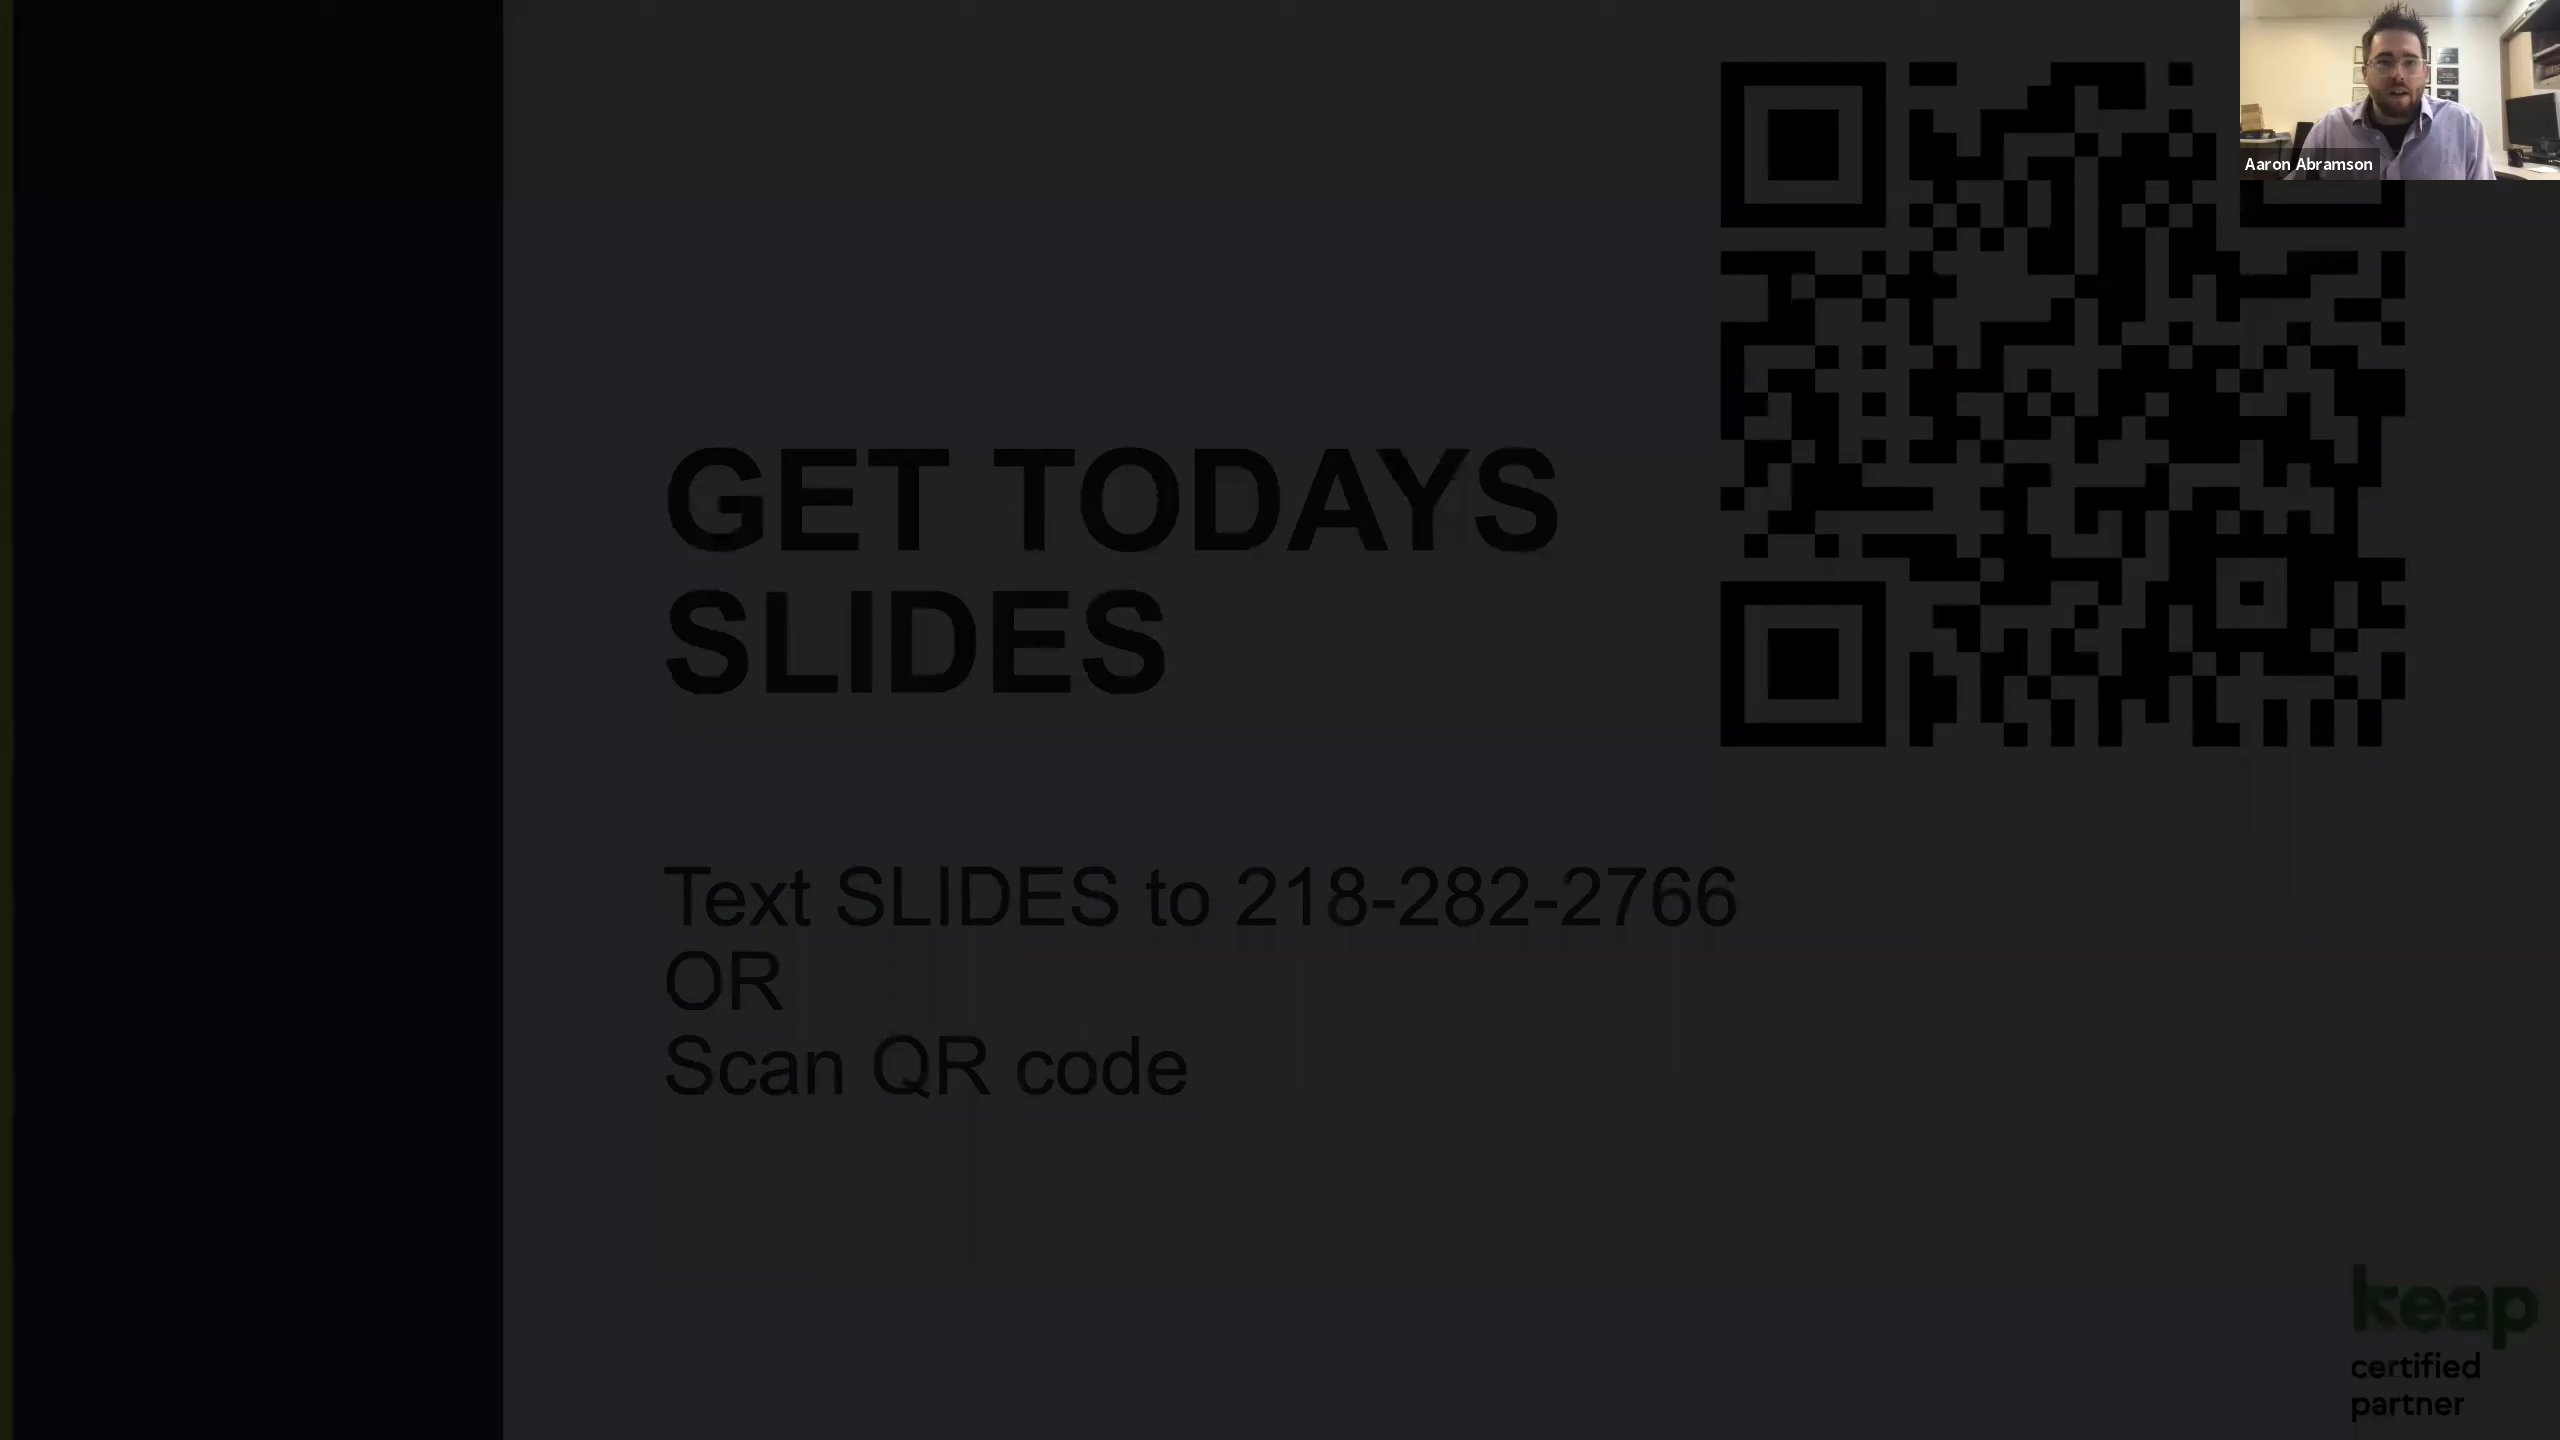 Aaron Abramson
GET TODAYS
SLIDES
Text SLIDES to 218-282-2766
OR
Scan QR code
keap
certified
partner